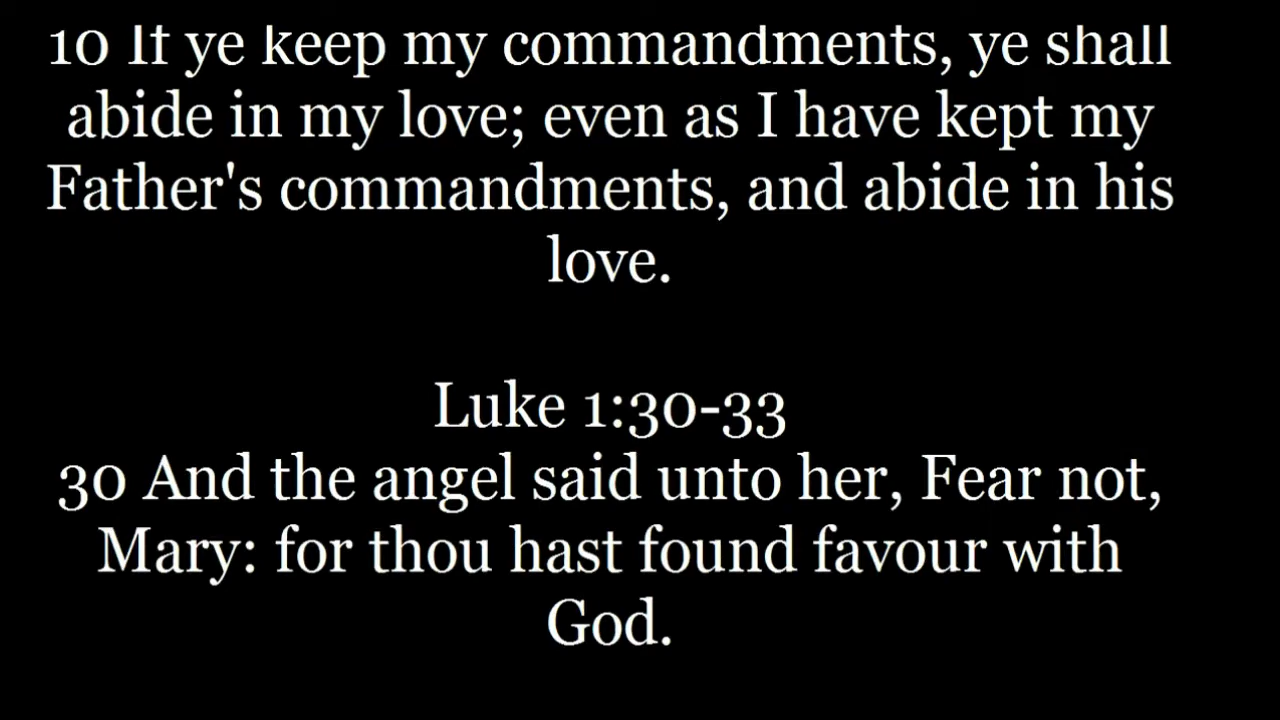 10 If ye keep my commandments, ye shall
abide in my love; even as I have kept my
Father's commandments, and abide in his
love.
Luke 1:30-33
30 And the angel said unto her, Fear not,
Mary: for thou hast found favour with
God.